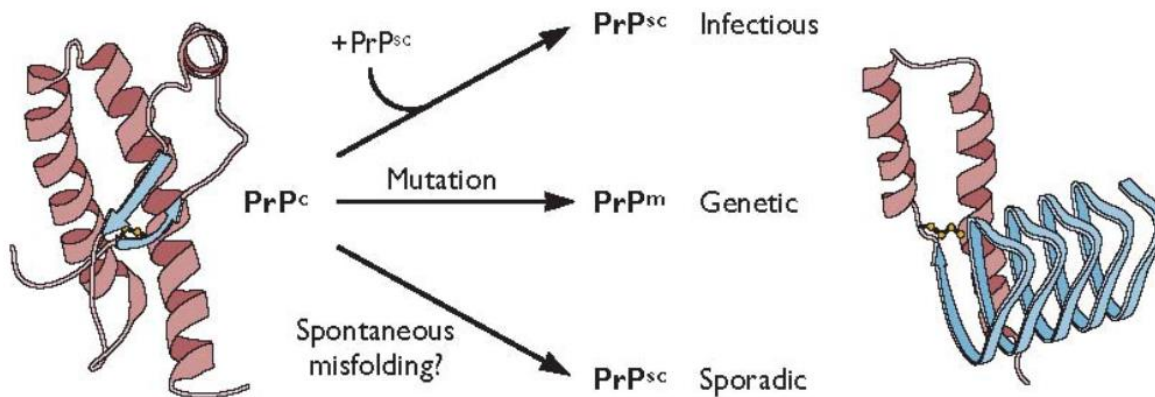 +PrPsc
PrPsc Infectious
PrPc
Mutation
PrPm Genetic
Spontaneous
misfolding?
PrPsc Sporadic